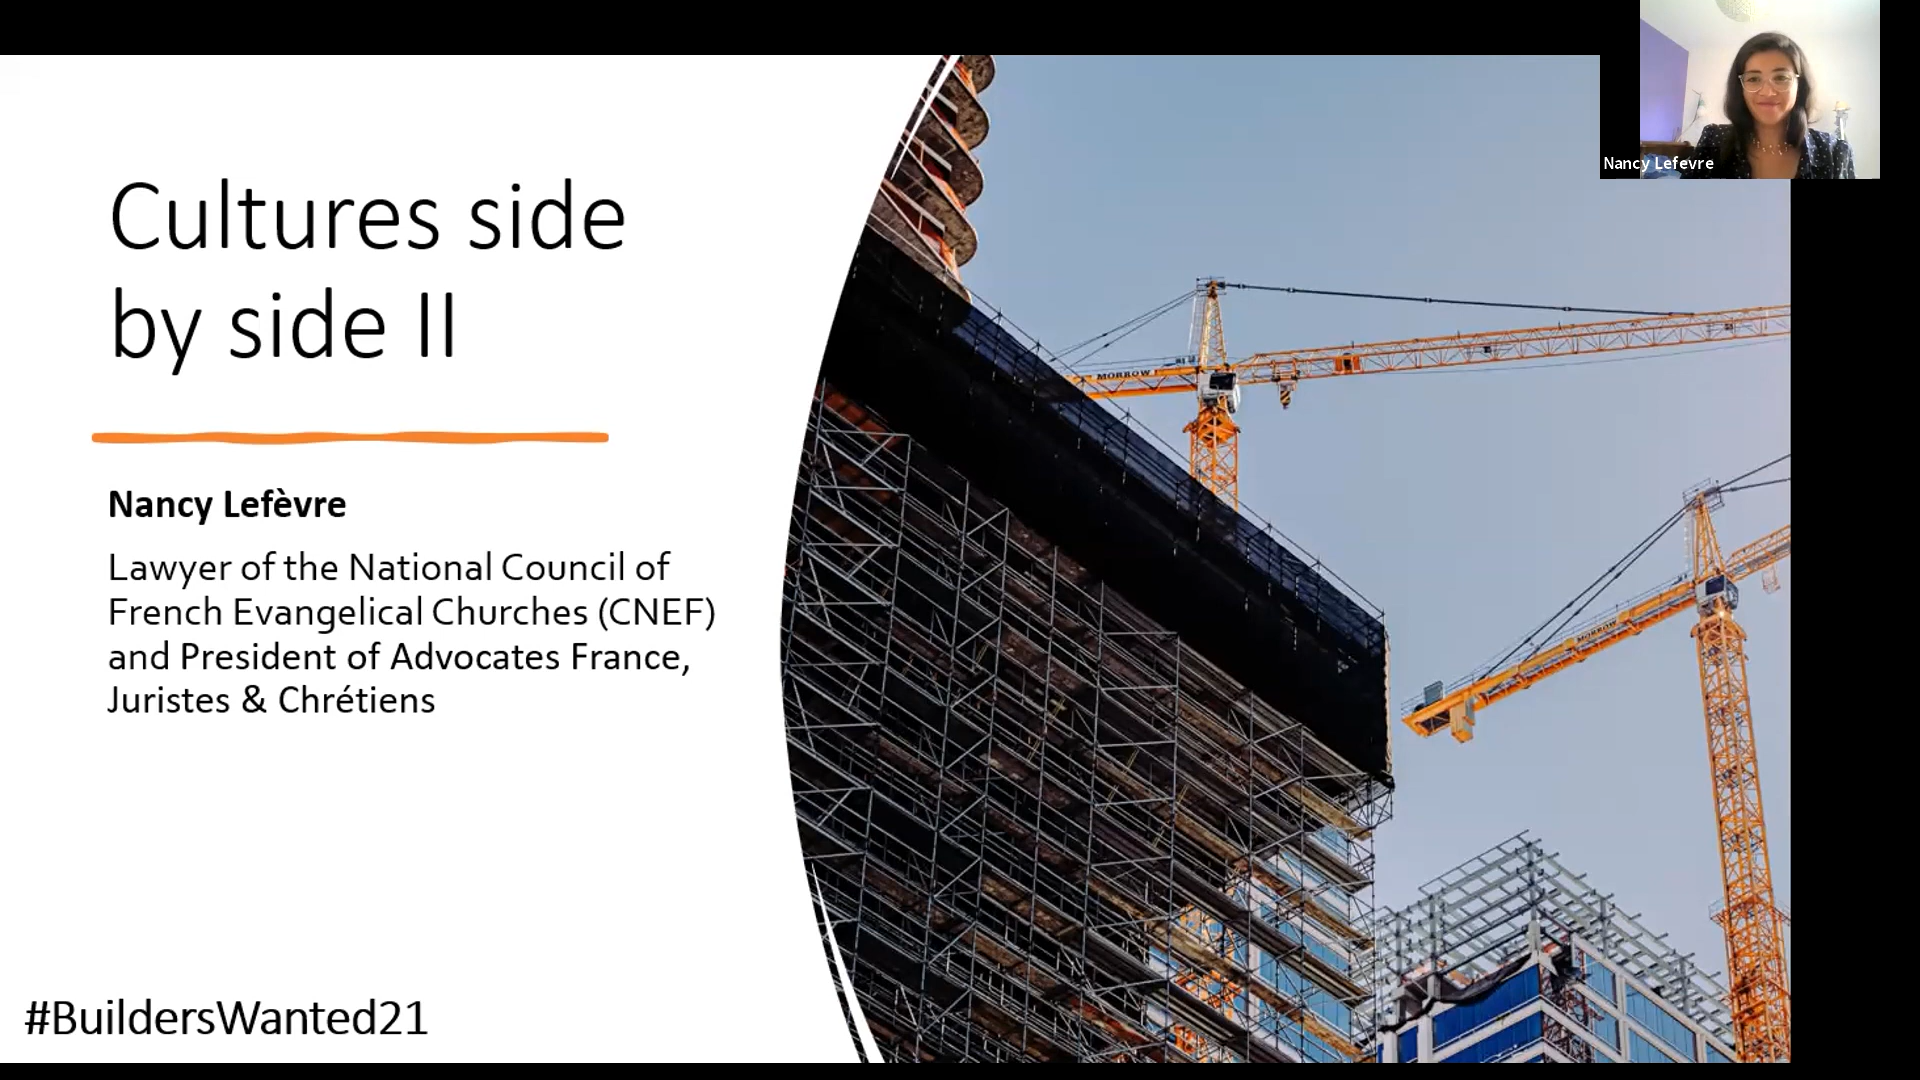 Nancy Lefevre
Cultures side
by side II
Nancy Lefèvre
Lawyer of the National Council of
French Evangelical Churches (CNEF)
and President of Advocates France,
Juristes & Chrétiens
#BuildersWanted21
MORROW
MORROW